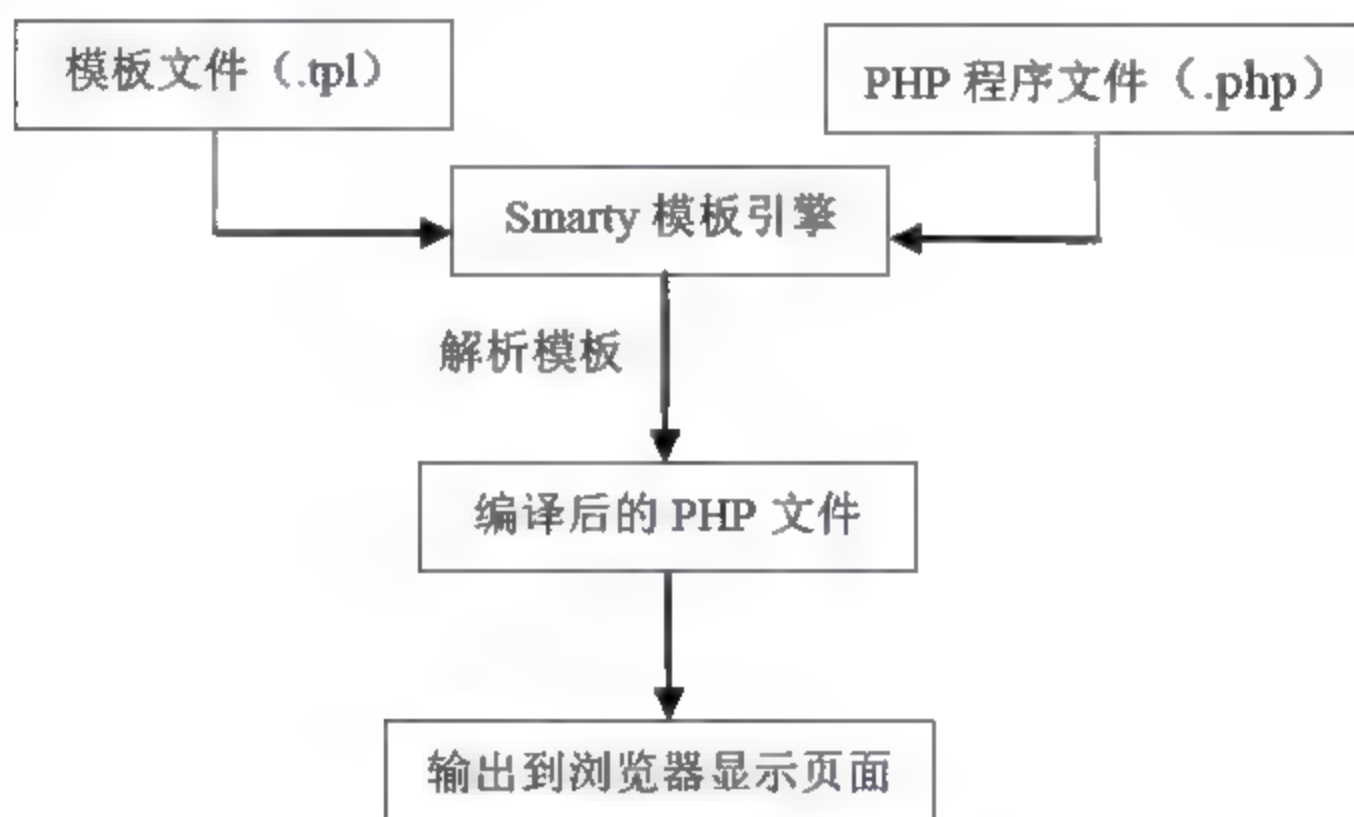 模板文件（.tpl）
PHP 程序文件（.php）
Smarty 模板引擎
解析模板
编译后的 PHP 文件
输出到浏览器显示页面